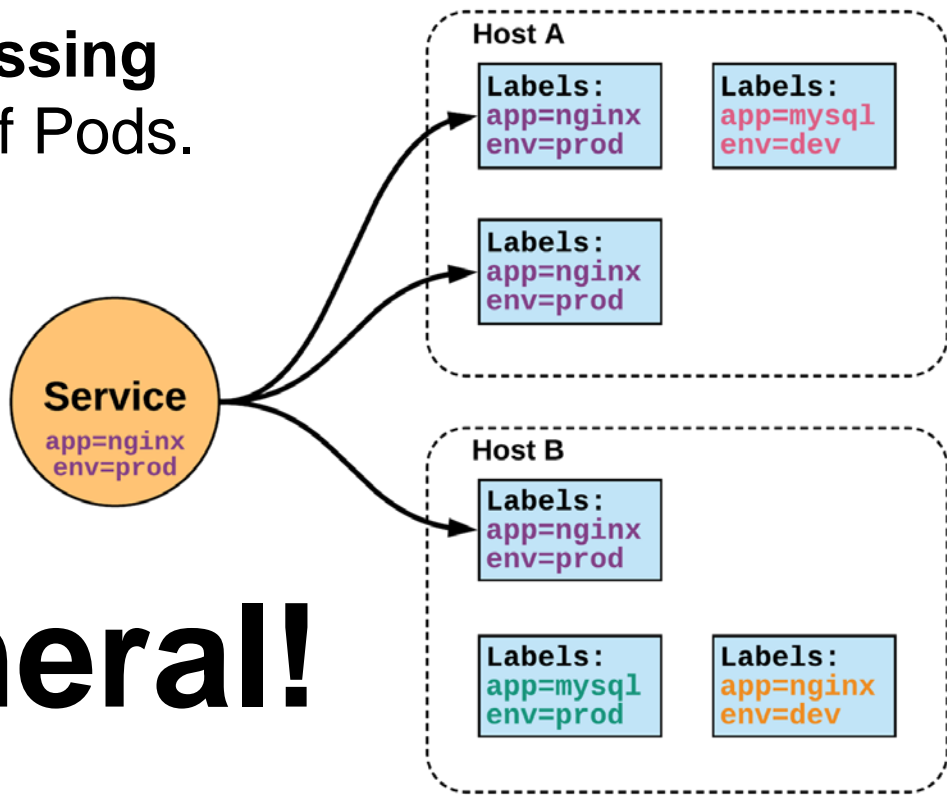 ssing
f Pods.
Host A
Labels:
app=nginx
env=prod
Labels:
app=mysql
env=dev
Labels:
app=nginx
env=prod
Service
app=nginx
env=prod
Host B
Labels:
app=nginx
env=prod
neral!
Labels:
app=mysql
env=prod
Labels:
app=nginx
env=dev